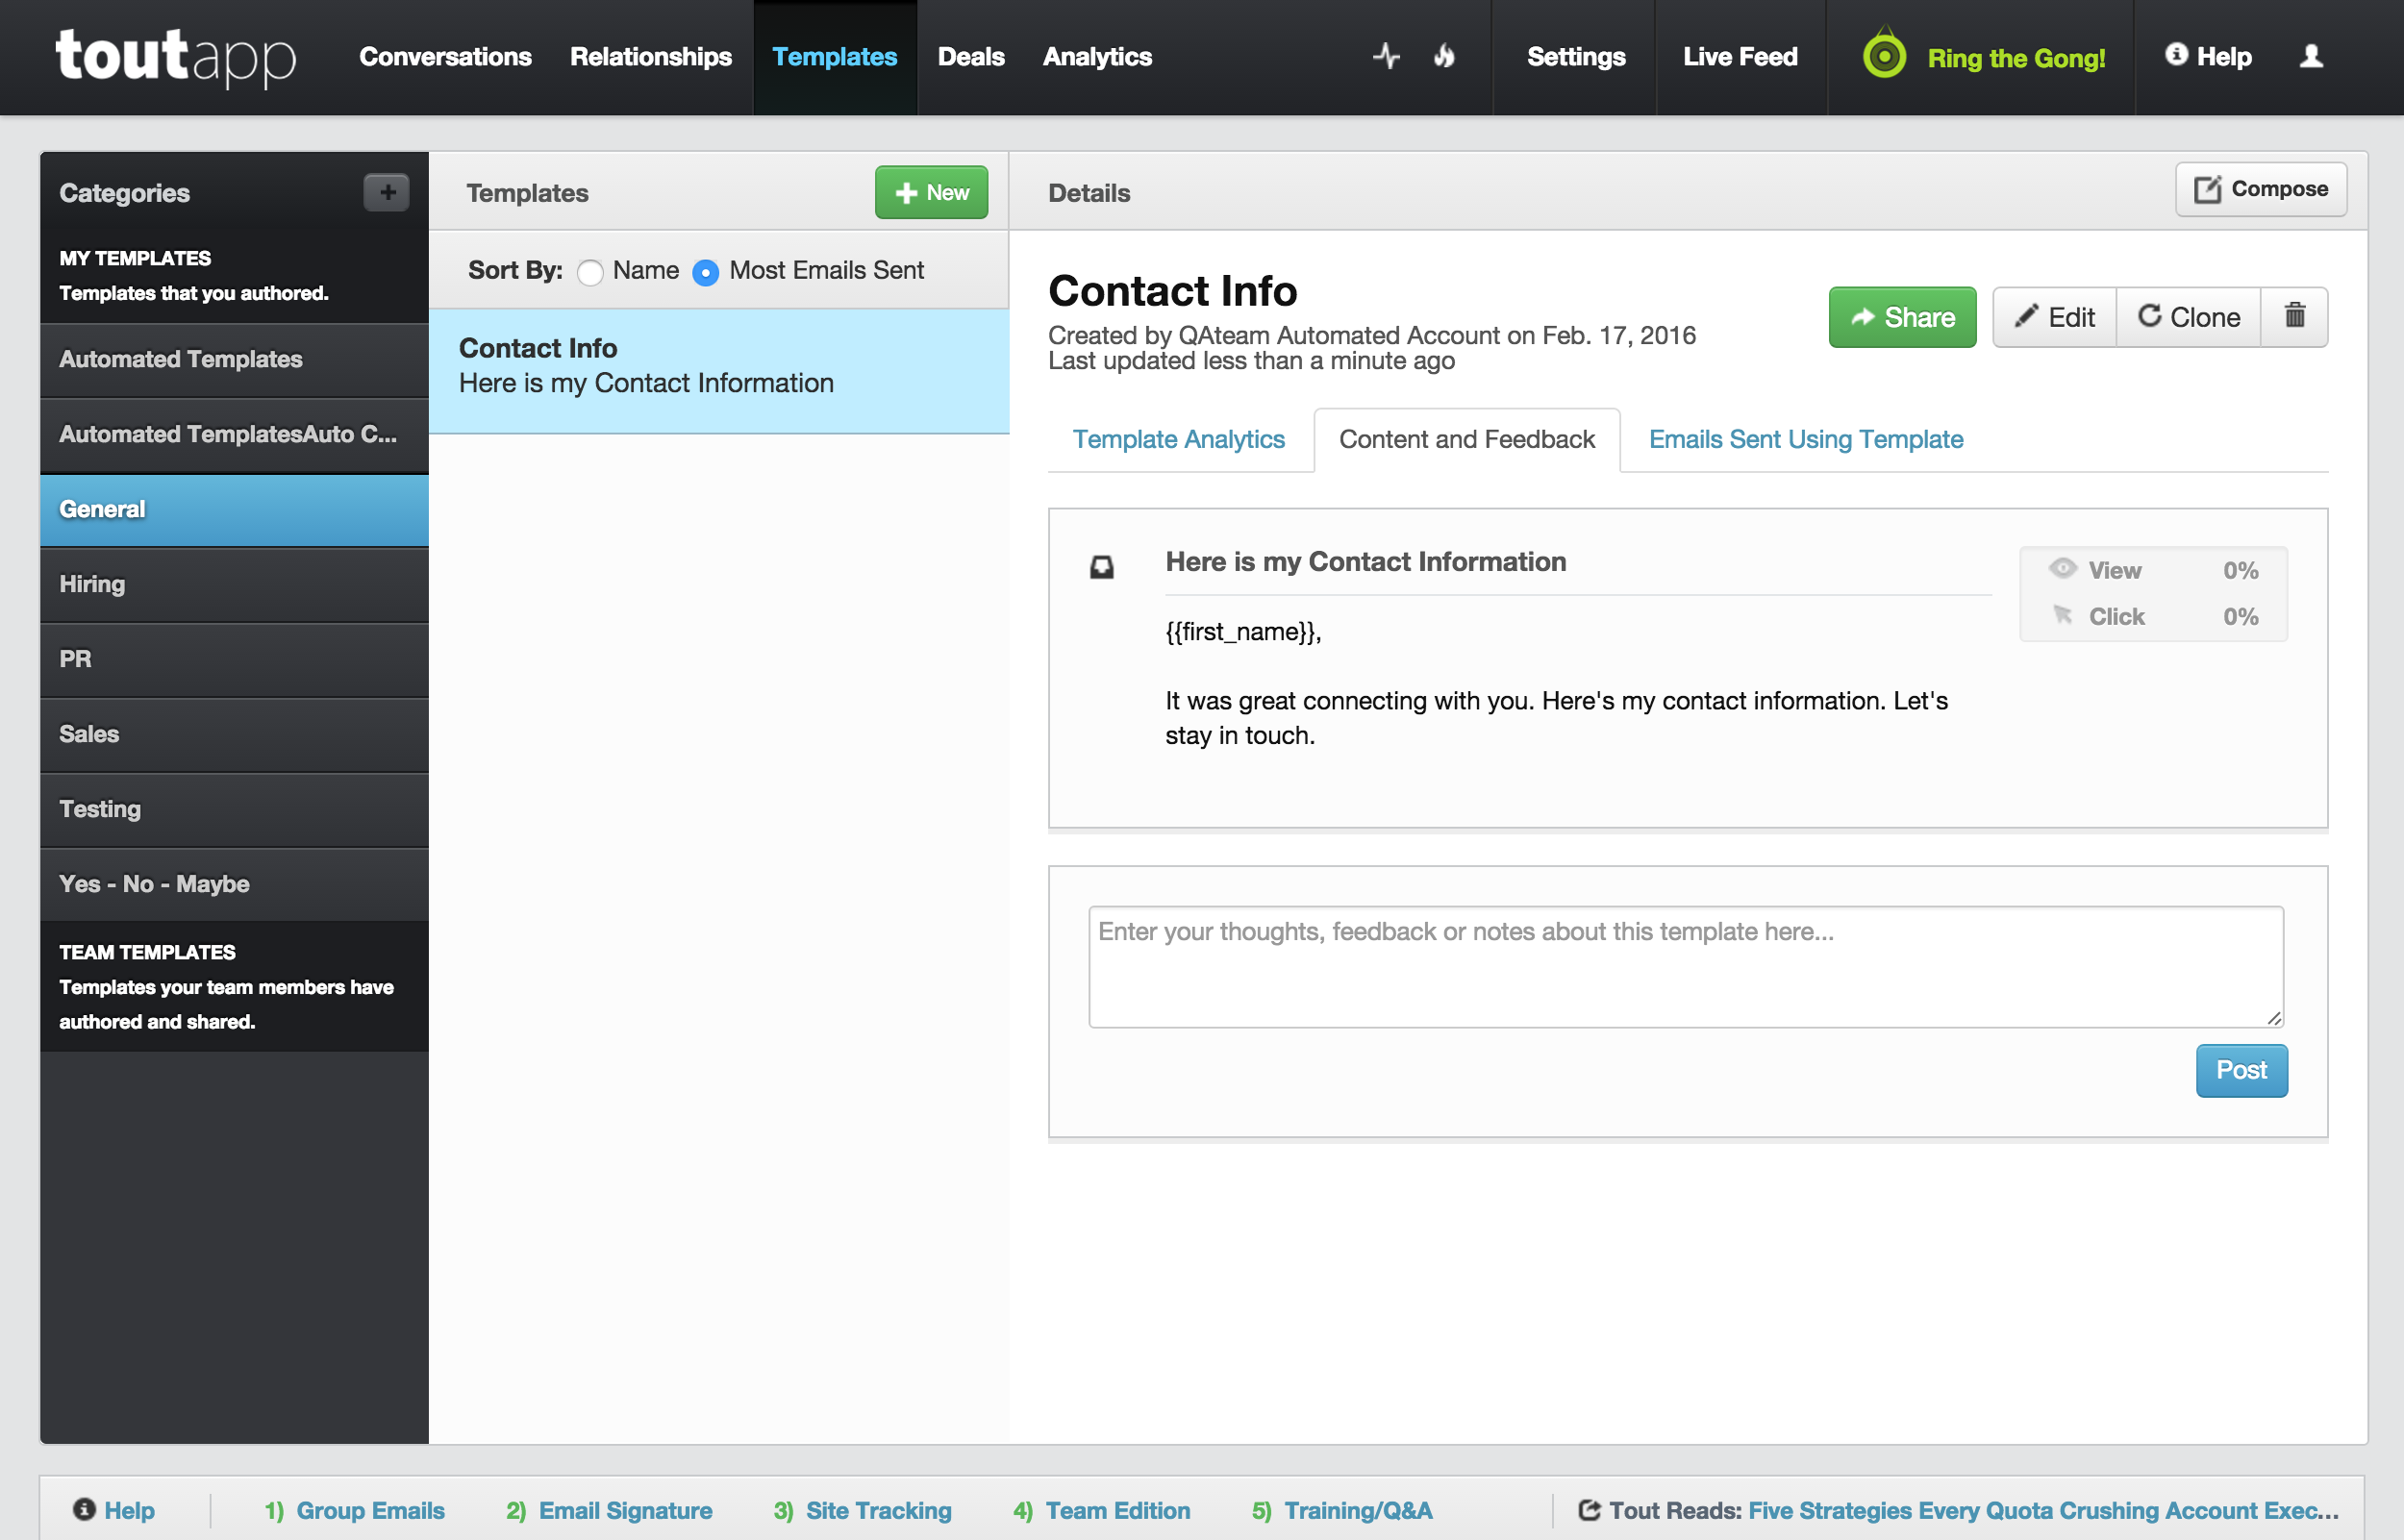 toutapp Conversations Relationships Templates Deals Analytics Settings Live Feed Ring the Gong! Help
Categories
MY TEMPLATES
Templates that you authored.
Automated Templates
Automated TemplatesAuto C...
General
Hiring
PR
Sales
Testing
Yes - No - Maybe
TEAM TEMPLATES
Templates your team members have
authored and shared.
Templates New
Sort By: Name Most Emails Sent
Contact Info
Here is my Contact Information
Details Compose
Contact Info
Created by QAteam Automated Account on Feb. 17, 2016
Last updated less than a minute ago
Share Edit Clone
Template Analytics Content and Feedback Emails Sent Using Template
Here is my Contact Information
View 0%
Click 0%
{{first_name}},
It was great connecting with you. Here's my contact information. Let's
stay in touch.
Enter your thoughts, feedback or notes about this template here...
Post
Help 1) Group Emails 2) Email Signature 3) Site Tracking 4) Team Edition 5) Training/Q&A Tout Reads: Five Strategies Every Quota Crushing Account Exec...